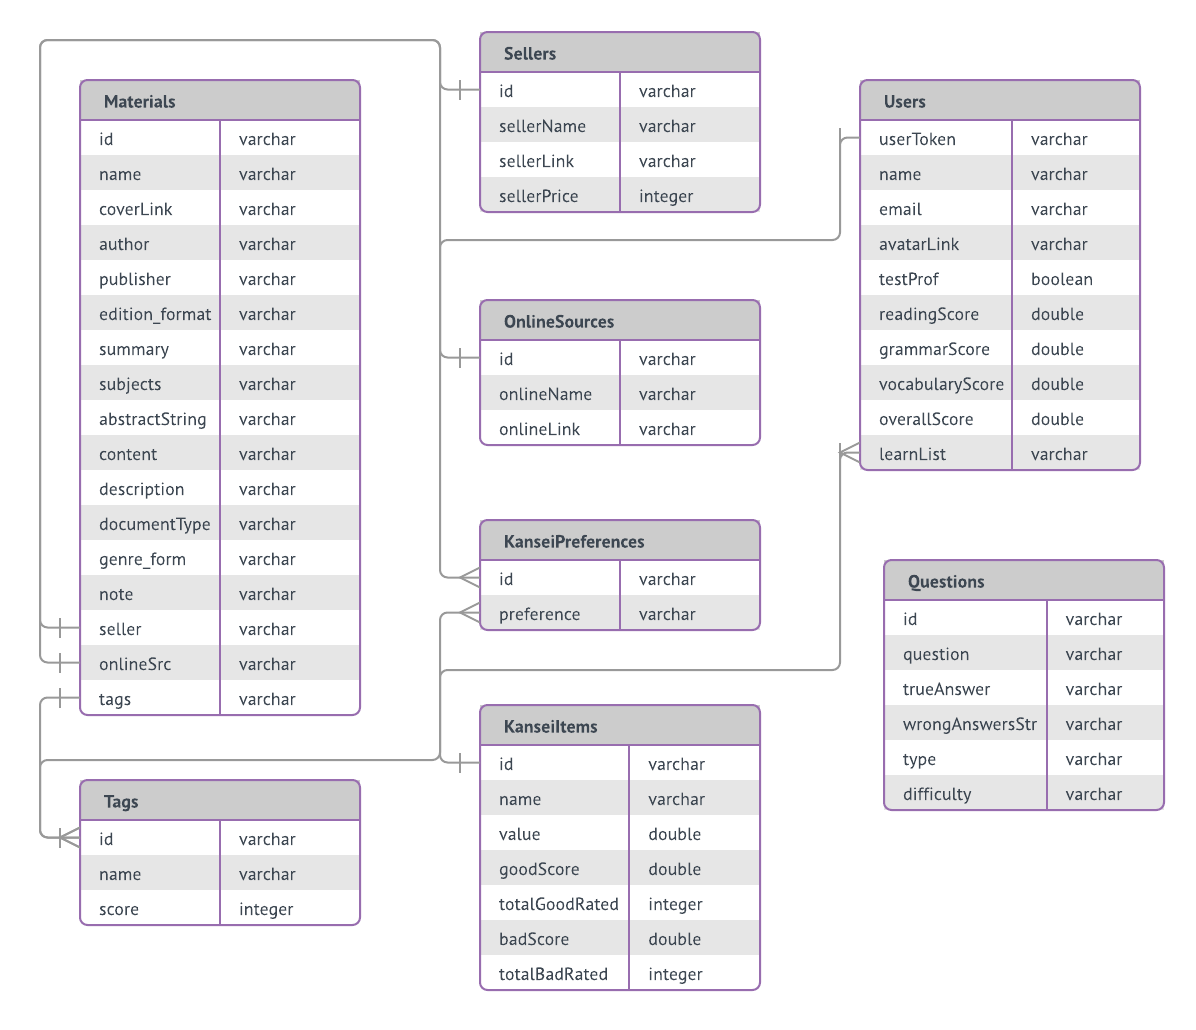 Materials
id varchar
name varchar
coverLink varchar
author varchar
publisher varchar
edition_format varchar
summary varchar
subjects varchar
abstractString varchar
content varchar
description varchar
documentType varchar
genre_form varchar
note varchar
seller varchar
onlineSrc varchar
tags varchar
Tags
id varchar
name varchar
score integer
Sellers
id varchar
sellerName varchar
sellerLink varchar
sellerPrice integer
OnlineSources
id varchar
onlineName varchar
onlineLink varchar
KanseiPreferences
id varchar
preference varchar
KanseiItems
id varchar
name varchar
value double
goodScore double
totalGoodRated integer
badScore double
totalBadRated integer
Users
userToken varchar
name varchar
email varchar
avatarLink varchar
testProf boolean
readingScore double
grammarScore double
vocabularyScore double
overallScore double
learnList varchar
Questions
id varchar
question varchar
trueAnswer varchar
wrongAnswersStr varchar
type varchar
difficulty varchar